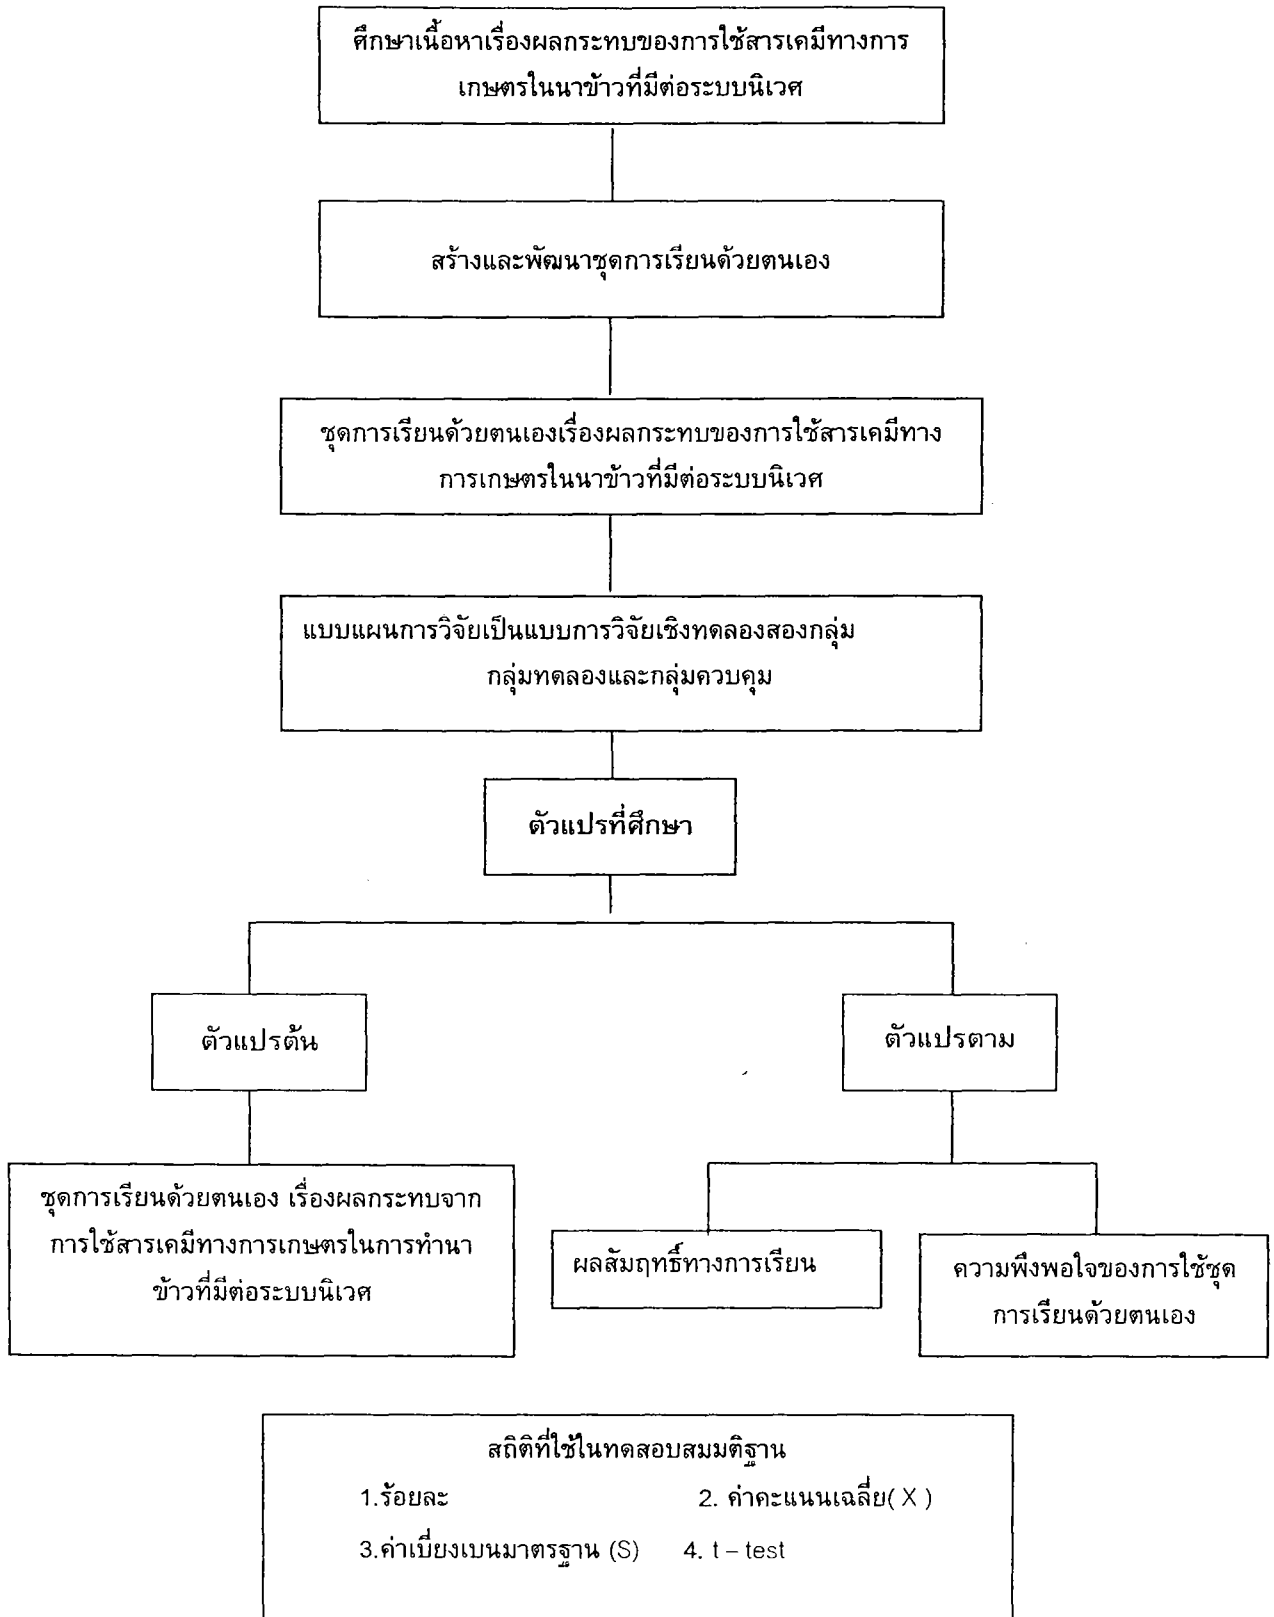 ศึกษาเนื้อหาเรื่องผลกระทบของการใช้สารเคมีทางการ
เกษตรในนาข้าวที่มีต่อระบบนิเวศ
สร้างและพัฒนาชุดการเรียนด้วยตนเอง
ชุดการเรียนด้วยตนเองเรื่องผลกระทบของการใช้สารเคมีทาง
การเกษตรในนาข้าวที่มีต่อระบบนิเวศ
แบบแผนการวิจัยเป็นแบบการวิจัยเชิงทดลองสองกลุ่ม
กลุ่มทดลองและกลุ่มควบคุม
ตัวแปรที่ศึกษา
ตัวแปรต้น
ตัวแปรตาม
ชุดการเรียนด้วยตนเอง เรื่องผลกระทบจาก
การใช้สารเคมีทางการเกษตรในการทำนา
ข้าวที่มีต่อระบบนิเวศ
ผลสัมฤทธิ์ทางการเรียน
ความพึงพอใจของการใช้ชุด
การเรียนด้วยตนเอง
สถิติที่ใช้ในทดสอบสมมติฐาน
1.ร้อยละ 2. ค่าคะแนนเฉลี่ย( X )
3.ค่าเบี่ยงเบนมาตรฐาน (S) 4. t – test